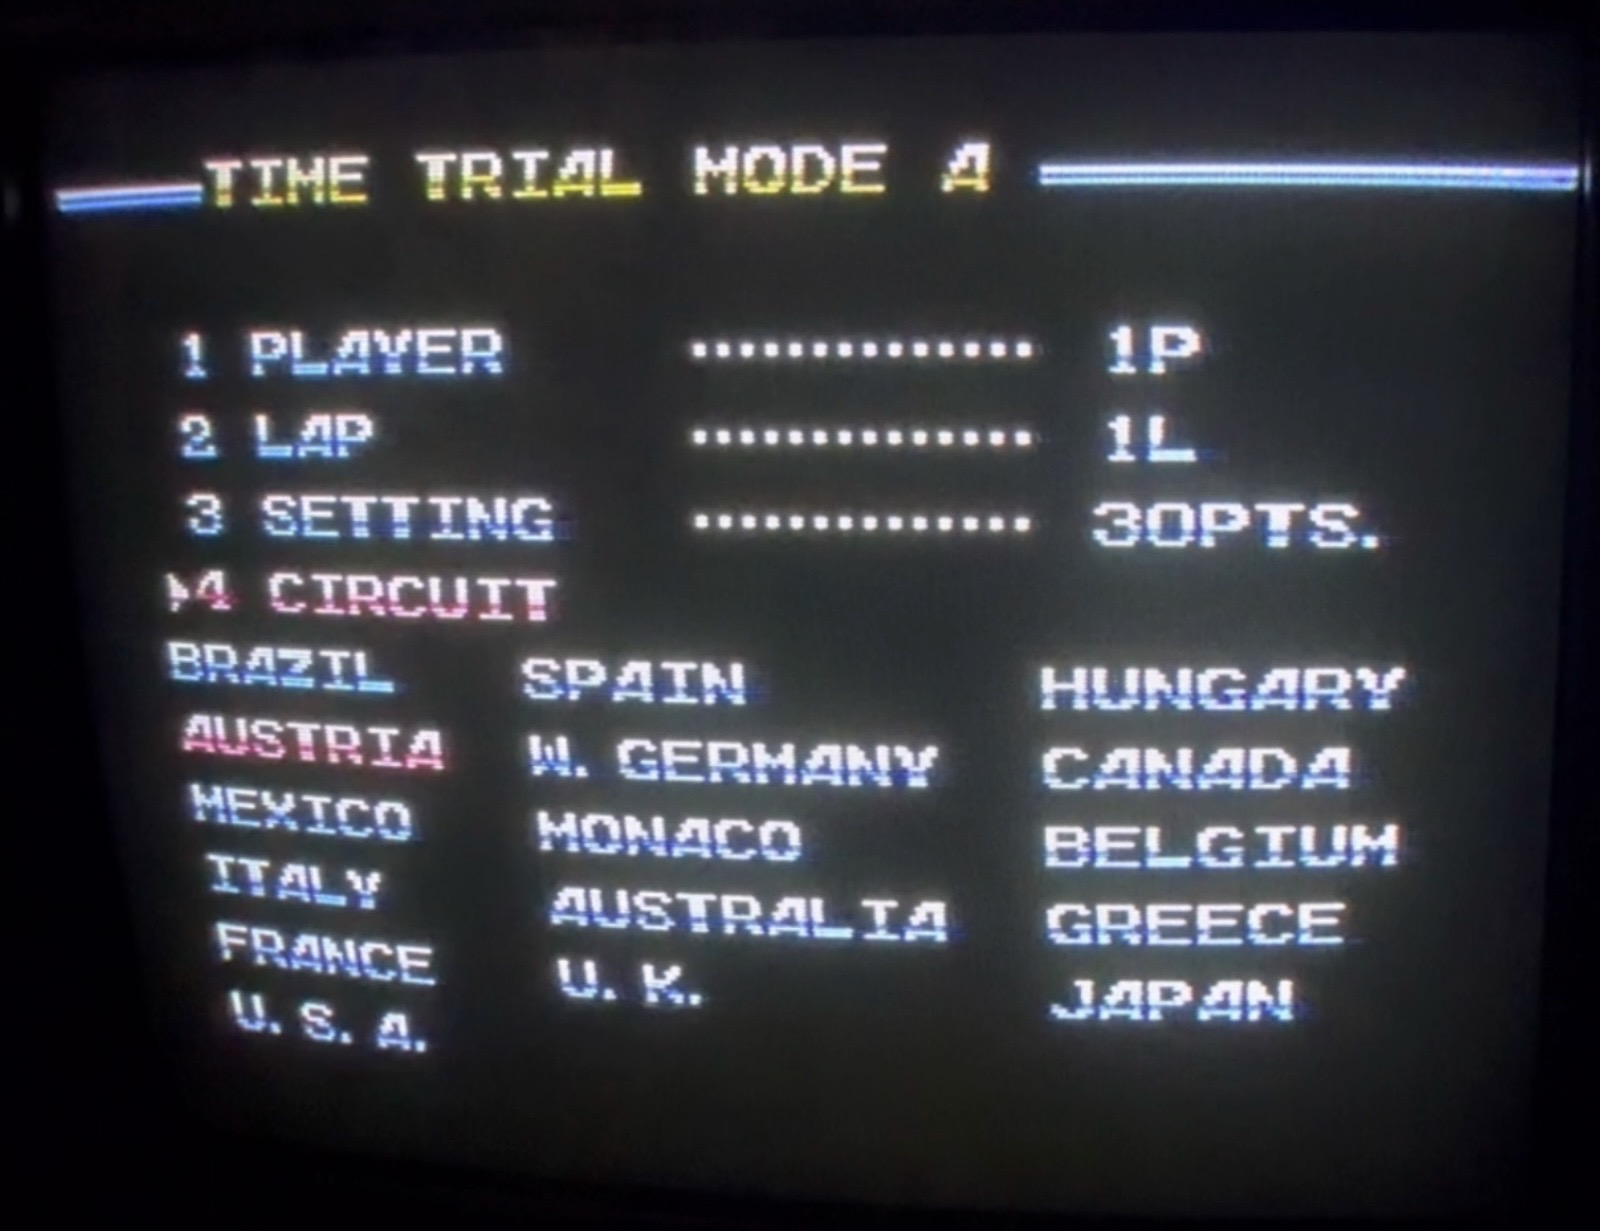 TIME TRIAL MODE A
1 PLAYER .............. 1P
2 LAP .............. 1L
3 SETTING .............. 30PTS.
▶4 CIRCUIT
BRAZIL SPAIN HUNGARY
AUSTRIA W. GERMANY CANADA
MEXICO MONACO BELGIUM
ITALY AUSTRALIA GREECE
FRANCE U. K. JAPAN
U. S. A.